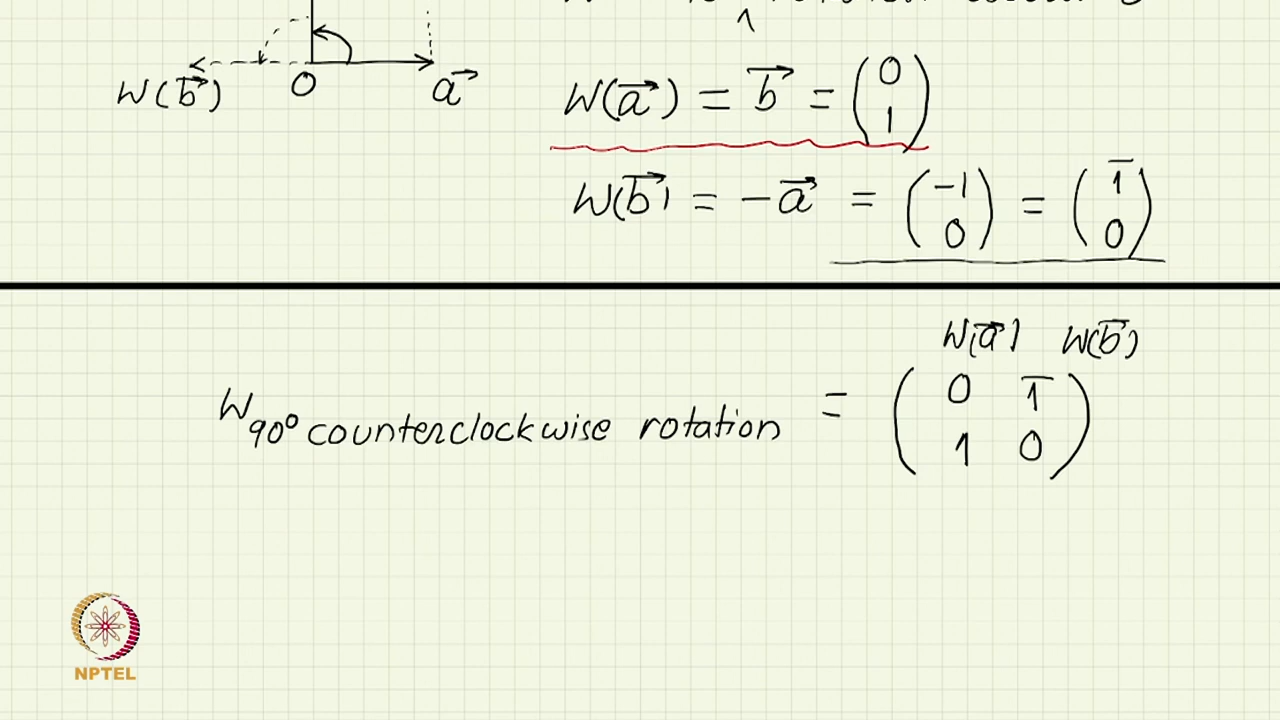 W(b⃗) O a⃗
W(a⃗) = b⃗ = (0 1)
W(b⃗) = -a⃗ = (-1 0) = (1̅ 0)
W(a⃗) W(b⃗)
W90° counterclockwise rotation = (0 1̅
1 0)
NPTEL